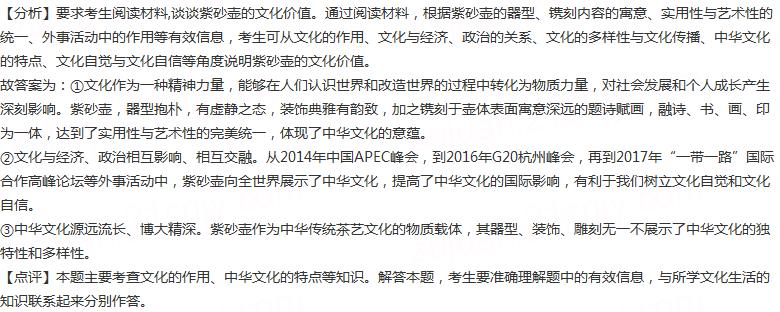 【分析】要求考生阅读材料,谈谈紫砂壶的文化价值。通过阅读材料，根据紫砂壶的器型、镌刻内容的寓意、实用性与艺术性的
统一、外事活动中的作用等有效信息，考生可从文化的作用、文化与经济、政治的关系、文化的多样性与文化传播、中华文化
的特点、文化自觉与文化自信等角度说明紫砂壶的文化价值。
故答案为：①文化作为一种精神力量，能够在人们认识世界和改造世界的过程中转化为物质力量，对社会发展和个人成长产生
深刻影响。紫砂壶，器型抱朴，有虚静之态，装饰典雅有韵致，加之镌刻于壶体表面寓意深远的题诗赋画，融诗、书、画、印
为一体，达到了实用性与艺术性的完美统一，体现了中华文化的意蕴。
②文化与经济、政治相互影响、相互交融。从2014年中国APEC峰会，到2016年G20杭州峰会，再到2017年“一带一路”国际
合作高峰论坛等外事活动中，紫砂壶向全世界展示了中华文化，提高了中华文化的国际影响，有利于我们树立文化自觉和文化
自信。
③中华文化源远流长、博大精深。紫砂壶作为中华传统茶艺文化的物质载体，其器型、装饰、雕刻无一不展示了中华文化的独
特性和多样性。
【点评】本题主要考查文化的作用、中华文化的特点等知识。解答本题，考生要准确理解题中的有效信息，与所学文化生活的
知识联系起来分别作答。